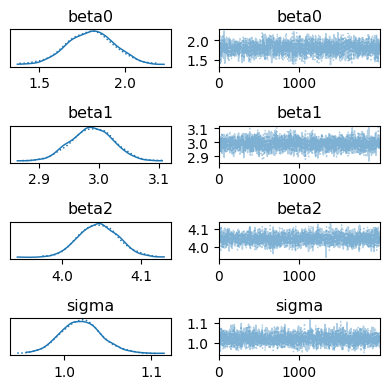 beta0 beta0
2.0
1.5
1.5 2.0 0 1000
beta1 beta1
3.1
3.0
2.9
2.9 3.0 3.1 0 1000
beta2 beta2
4.1
4.0
4.0 4.1 0 1000
sigma sigma
1.1
1.0
1.0 1.1 0 1000